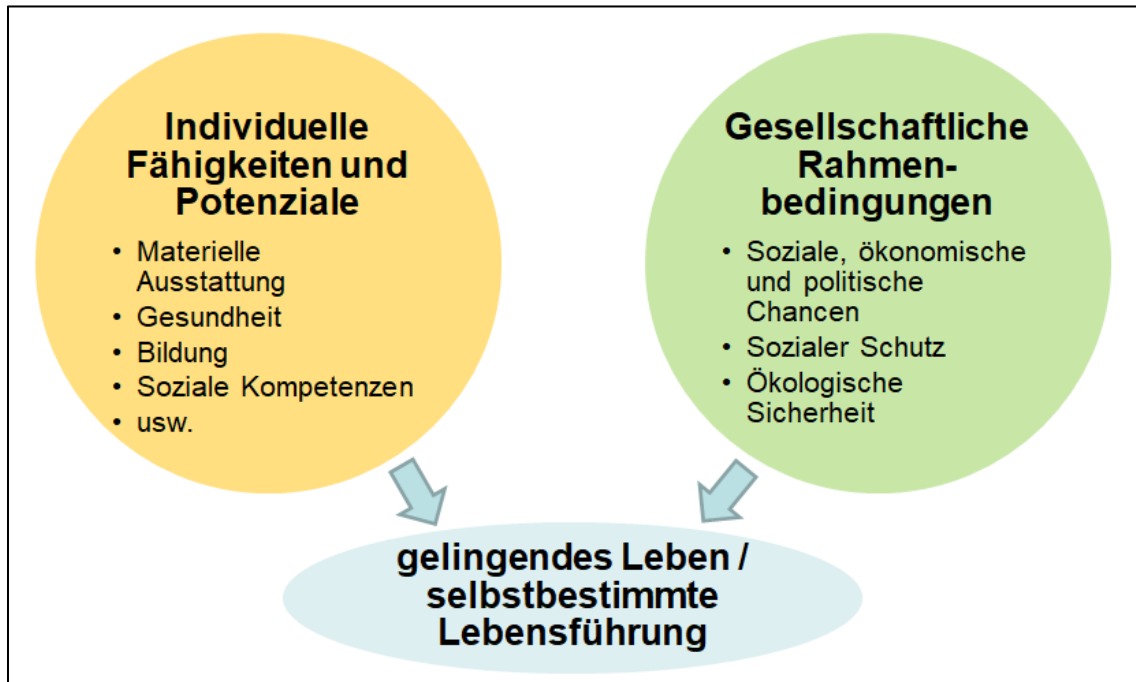 Individuelle
Fähigkeiten und
Potenziale
• Materielle
Ausstattung
• Gesundheit
• Bildung
• Soziale Kompetenzen
• usw.
Gesellschaftliche
Rahmen-
bedingungen
• Soziale, ökonomische
und politische
Chancen
• Sozialer Schutz
• Ökologische
Sicherheit
gelingendes Leben /
selbstbestimmte
Lebensführung